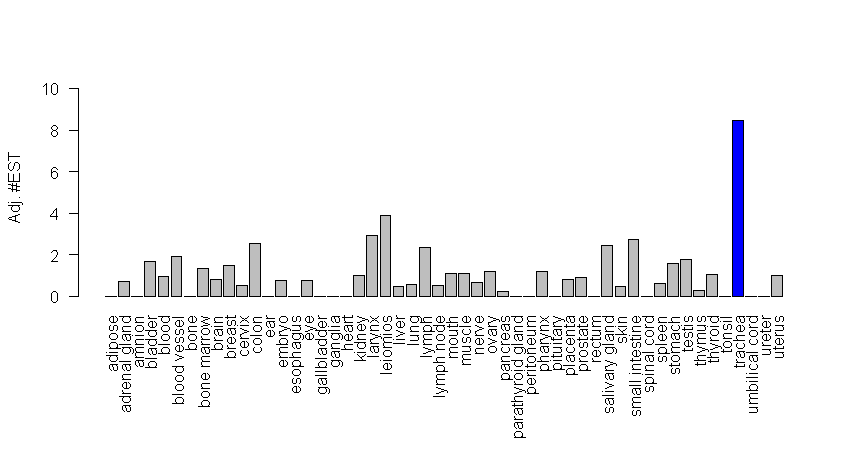 Adj. #EST
10
8
6
4
2
0
adipose
adrenal gland
amnion
bladder
blood
blood vessel
bone
bone marrow
brain
breast
cervix
colon
ear
embryo
esophagus
eye
gallbladder
ganglia
heart
kidney
larynx
leiomios
liver
lung
lymph
lymph node
mouth
muscle
nerve
ovary
pancreas
parathyroid gland
peritoneum
pharynx
pituitary
placenta
prostate
rectum
salivary gland
skin
small intestine
spinal cord
spleen
stomach
testis
thymus
thyroid
tonsil
trachea
umbilical cord
ureter
uterus